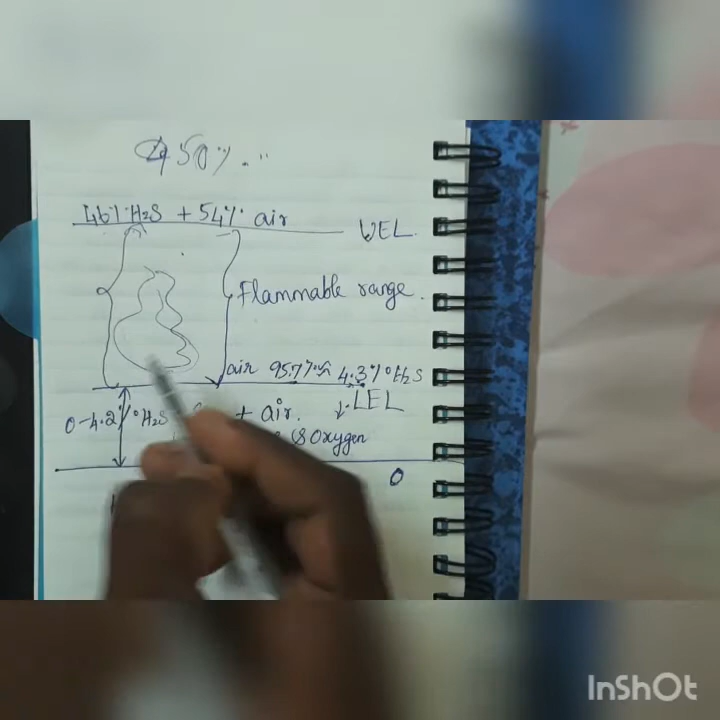 450%.
46% H₂S + 54% air
UEL
Flammable range.
air 95.7% 4.3% H₂S
LEL
0-4.2% H₂S + air.
Oxygen
0
InShOt